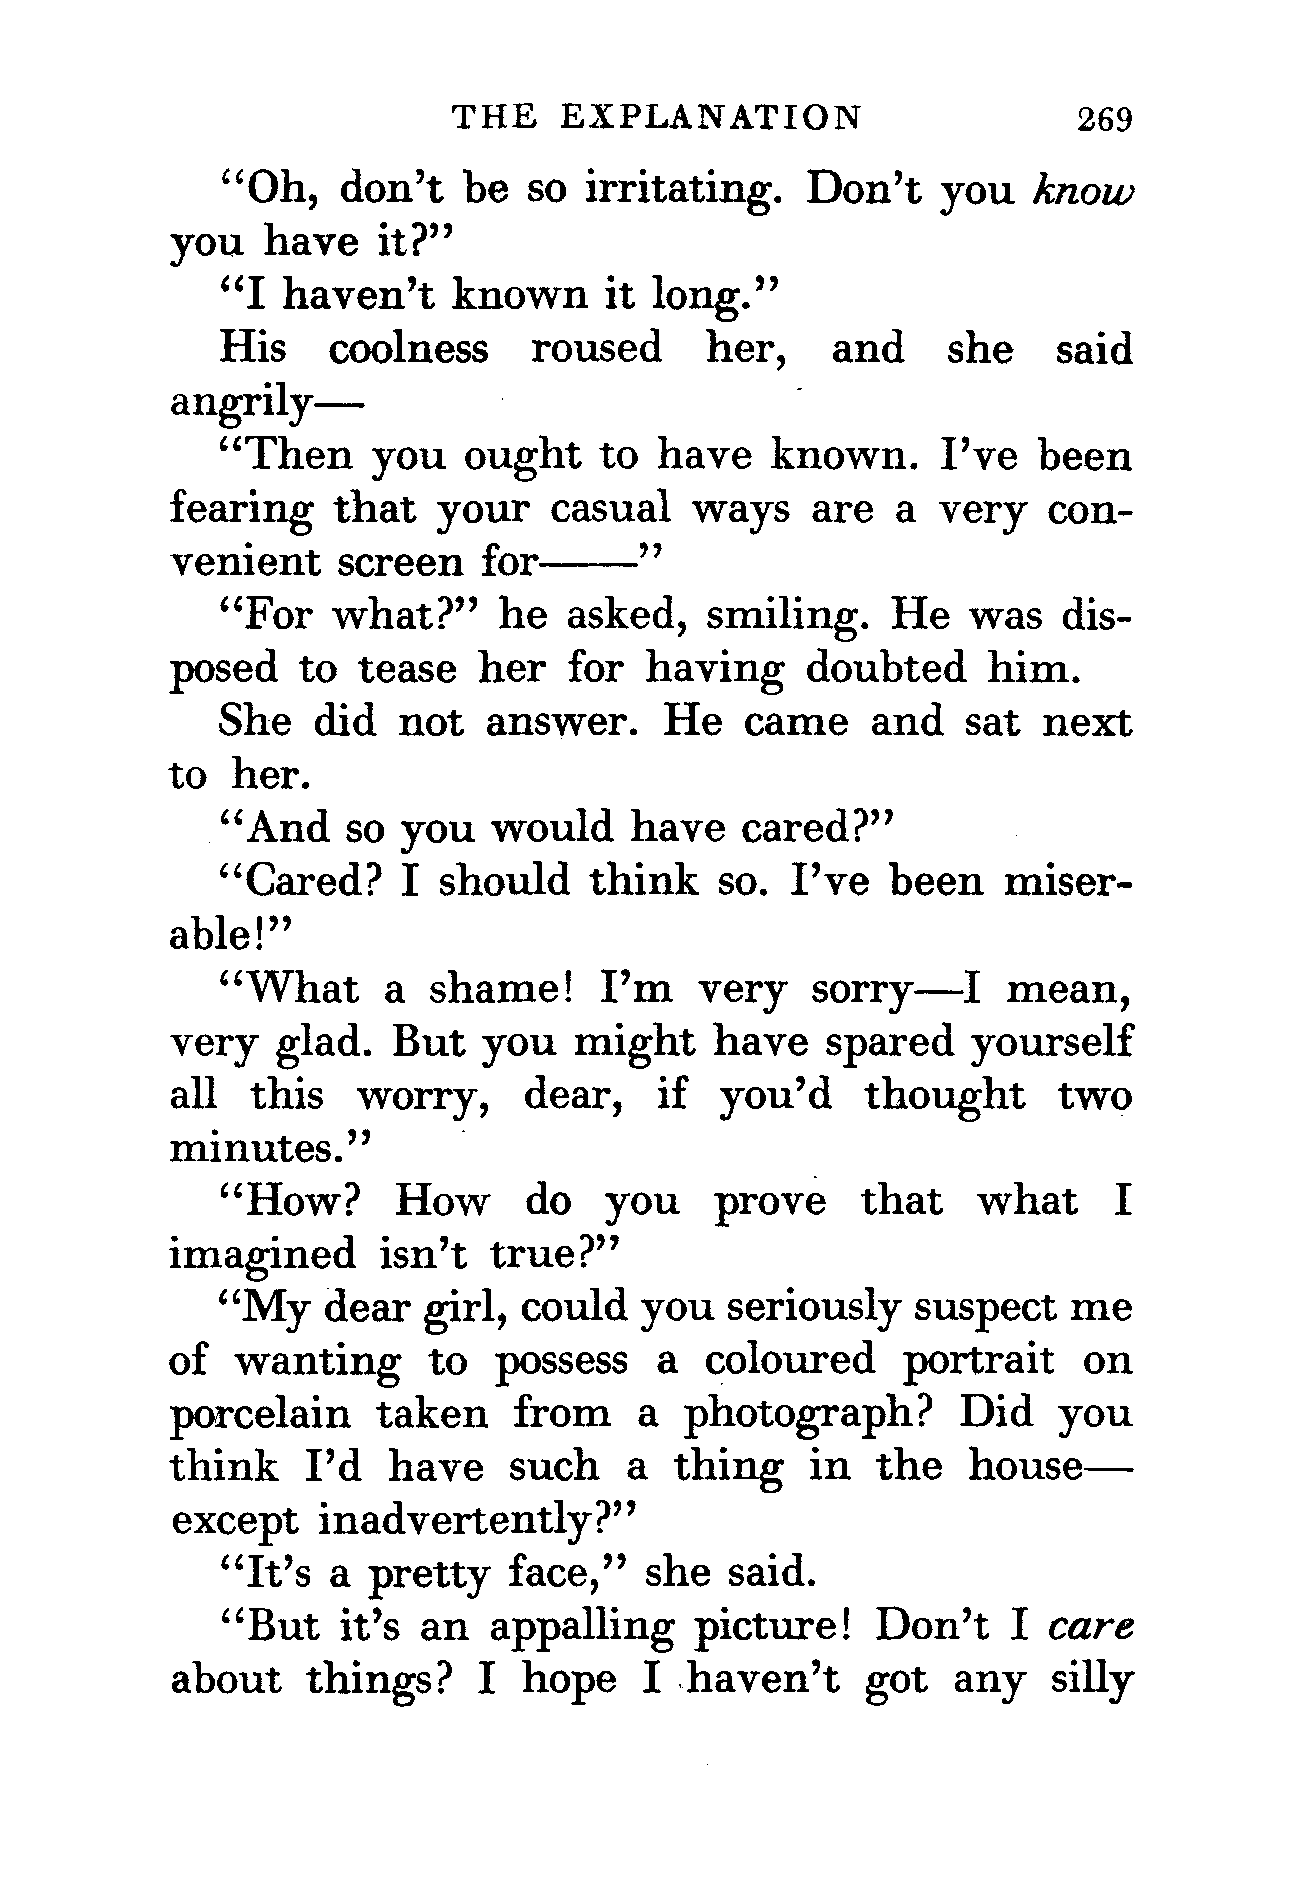 THE EXPLANATION 269
“Oh, don’t be so irritating. Don’t you know
you have it?”
“I haven’t known it long.”
His coolness roused her, and she said
angrily—
“Then you ought to have known. I’ve been
fearing that your casual ways are a very con-
venient screen for——”
“For what?” he asked, smiling. He was dis-
posed to tease her for having doubted him.
She did not answer. He came and sat next
to her.
“And so you would have cared?”
“Cared? I should think so. I’ve been miser-
able!”
“What a shame! I’m very sorry—I mean,
very glad. But you might have spared yourself
all this worry, dear, if you’d thought two
minutes.”
“How? How do you prove that what I
imagined isn’t true?”
“My dear girl, could you seriously suspect me
of wanting to possess a coloured portrait on
porcelain taken from a photograph? Did you
think I’d have such a thing in the house—
except inadvertently?”
“It’s a pretty face,” she said.
“But it’s an appalling picture! Don’t I care
about things? I hope I haven’t got any silly